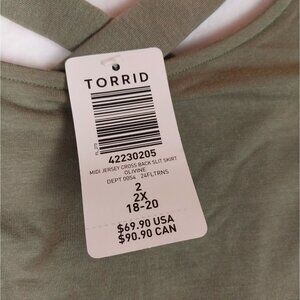 TORRID
42230205
MIDI JERSEY CROSS BACK SLIT SKIRT
OLIVINE
DEPT 0054 24FLTRNS
2
2X
18-20
$69.90 USA
$90.90 CAN